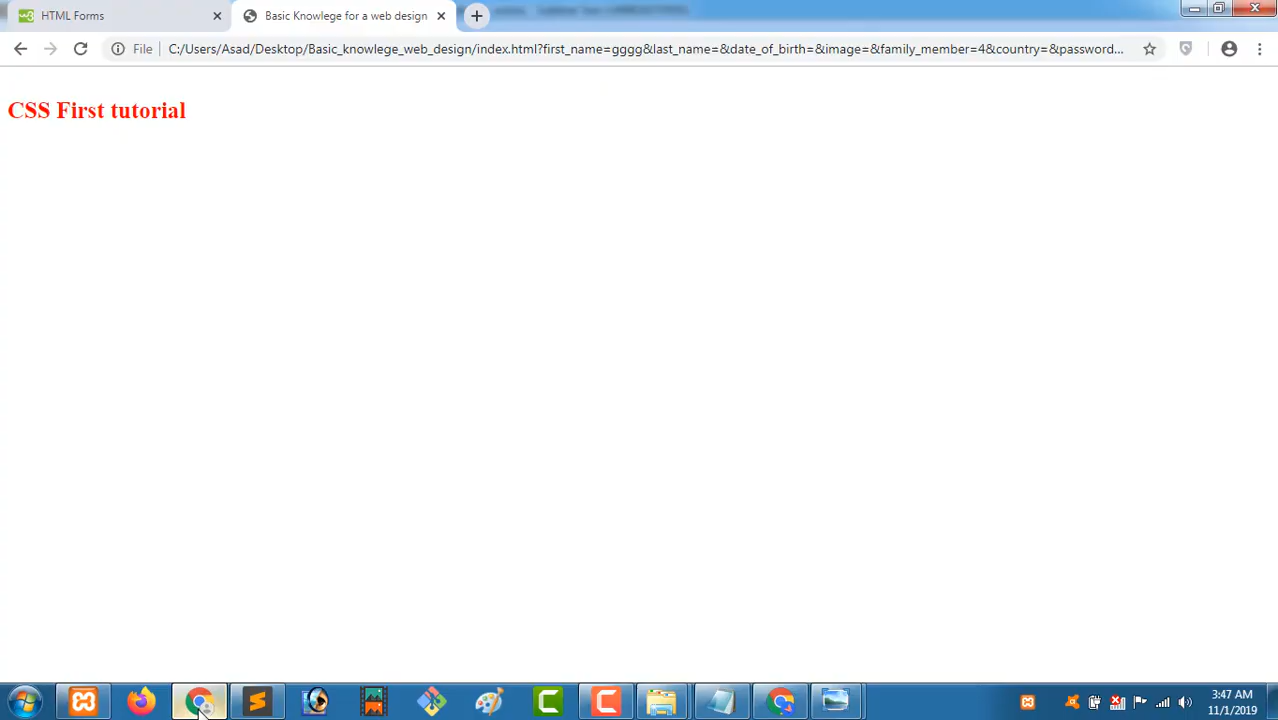 HTML Forms
Basic Knowlege for a web design
File
C:/Users/Asad/Desktop/Basic_knowlege_web_design/index.html?first_name=gggg&last_name=&date_of_birth=&image=&family_member=4&country=&password...
CSS First tutorial
3:47 AM
11/1/2019